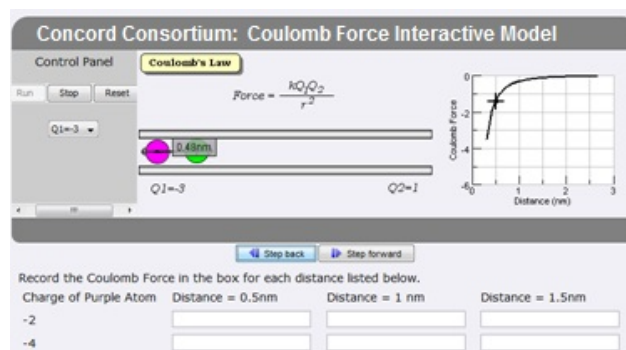 Concord Consortium: Coulomb Force Interactive Model
Control Panel
Run Stop Reset
Q1=-3
Coulomb's Law
Force = kQ1Q2 / r^2
0.48nm
Q1=-3 Q2=1
Coulomb Force
0
-2
-4
-6
0 1 2 3
Distance (nm)
Step back Step forward
Record the Coulomb Force in the box for each distance listed below.
Charge of Purple Atom Distance = 0.5nm Distance = 1 nm Distance = 1.5nm
-2
-4